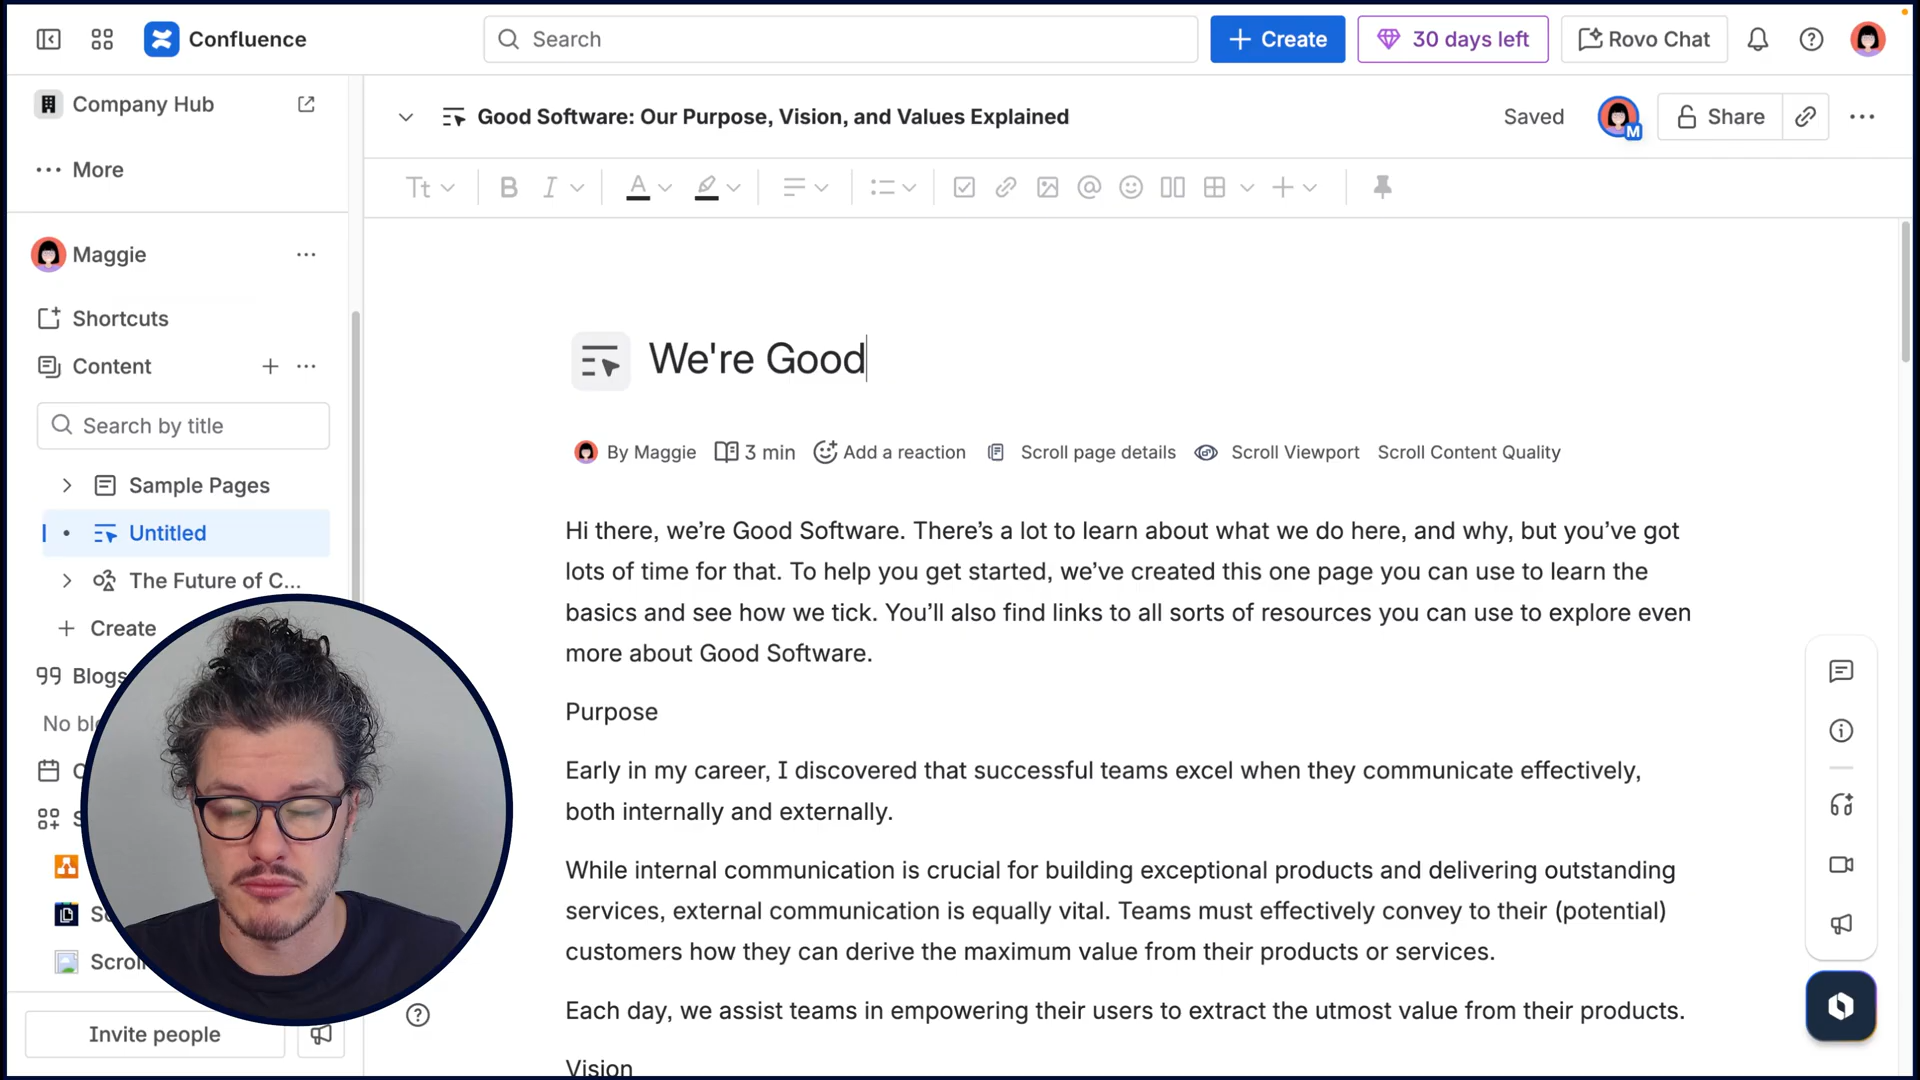 Confluence
Search
Create
30 days left
Rovo Chat
Company Hub
More
Maggie
Shortcuts
Content
Search by title
Sample Pages
Untitled
The Future of C...
Create
Blogs
No
Invite people
Good Software: Our Purpose, Vision, and Values Explained
Saved
M
Share
Tt
B
I
A
We're Good
By Maggie
3 min
Add a reaction
Scroll page details
Scroll Viewport
Scroll Content Quality
Hi there, we’re Good Software. There’s a lot to learn about what we do here, and why, but you’ve got
lots of time for that. To help you get started, we’ve created this one page you can use to learn the
basics and see how we tick. You’ll also find links to all sorts of resources you can use to explore even
more about Good Software.
Purpose
Early in my career, I discovered that successful teams excel when they communicate effectively,
both internally and externally.
While internal communication is crucial for building exceptional products and delivering outstanding
services, external communication is equally vital. Teams must effectively convey to their (potential)
customers how they can derive the maximum value from their products or services.
Each day, we assist teams in empowering their users to extract the utmost value from their products.
Vision